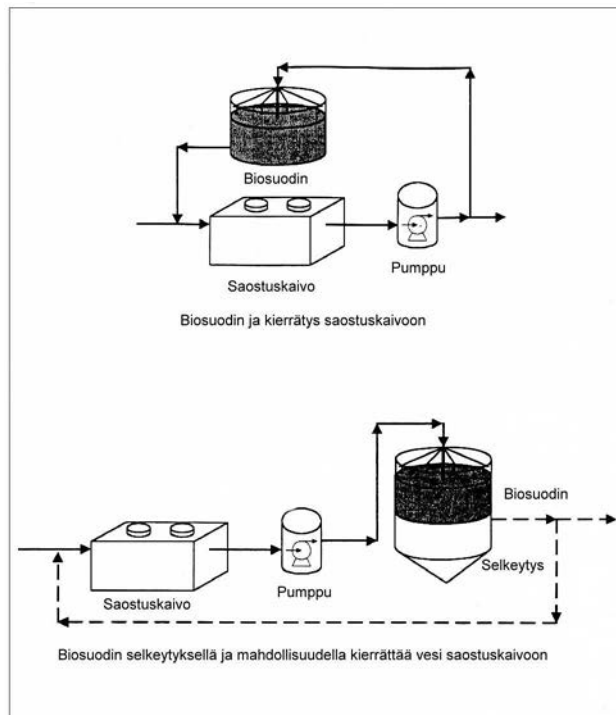 Biosuodin
Pumppu
Saostuskaivo
Biosuodin ja kierrätys saostuskaivoon
Biosuodin
Selkeytys
Pumppu
Saostuskaivo
Biosuodin selkeytyksellä ja mahdollisuudella kierrättää vesi saostuskaivoon